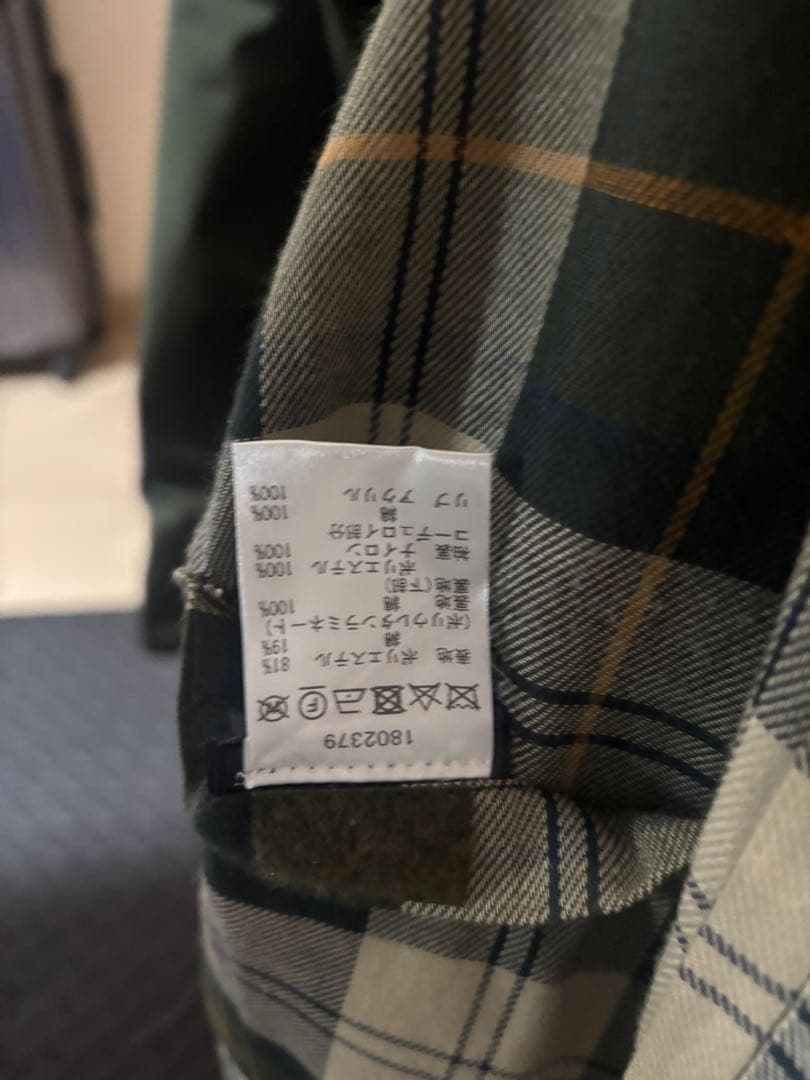 1802379
表地 ポリエステル 81%
綿 19%
(ポリウレタンラミネート)
裏地 綿 100%
裏地(下部)
ポリエステル 100%
袖裏 ナイロン 100%
コーデュロイ部分
綿 100%
リブ アクリル 100%